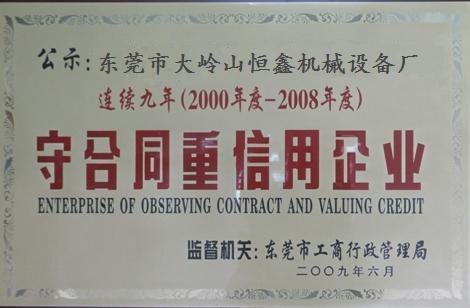 公示：东莞市大岭山恒鑫机械设备厂
连续九年(2000年度-2008年度)
守合同重信用企业
ENTERPRISE OF OBSERVING CONTRACT AND VALUING CREDIT
监督机关：东莞市工商行政管理局
二〇〇九年六月